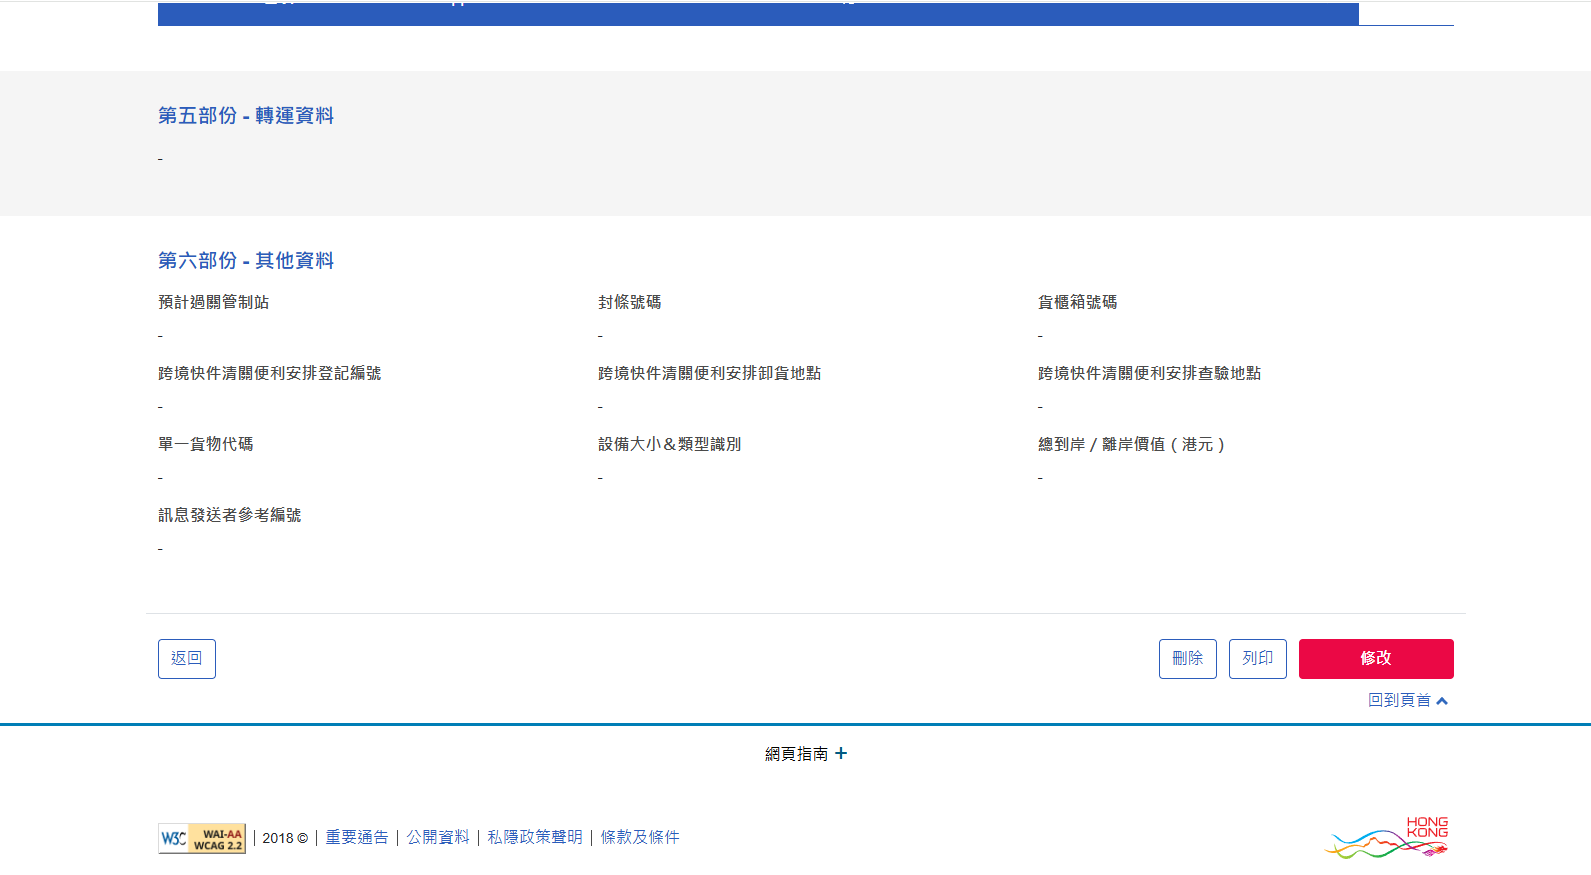 第五部份 - 轉運資料
-
第六部份 - 其他資料
預計過關管制站 封條號碼 貨櫃箱號碼
- - -
跨境快件清關便利安排登記編號 跨境快件清關便利安排卸貨地點 跨境快件清關便利安排查驗地點
- - -
單一貨物代碼 設備大小＆類型識別 總到岸 / 離岸價值 ( 港元 )
- - -
訊息發送者參考編號
-
返回 刪除 列印 修改
回到頁首
網頁指南 +
W3C WAI-AA WCAG 2.2 | 2018 © | 重要通告 | 公開資料 | 私隱政策聲明 | 條款及條件
HONG KONG